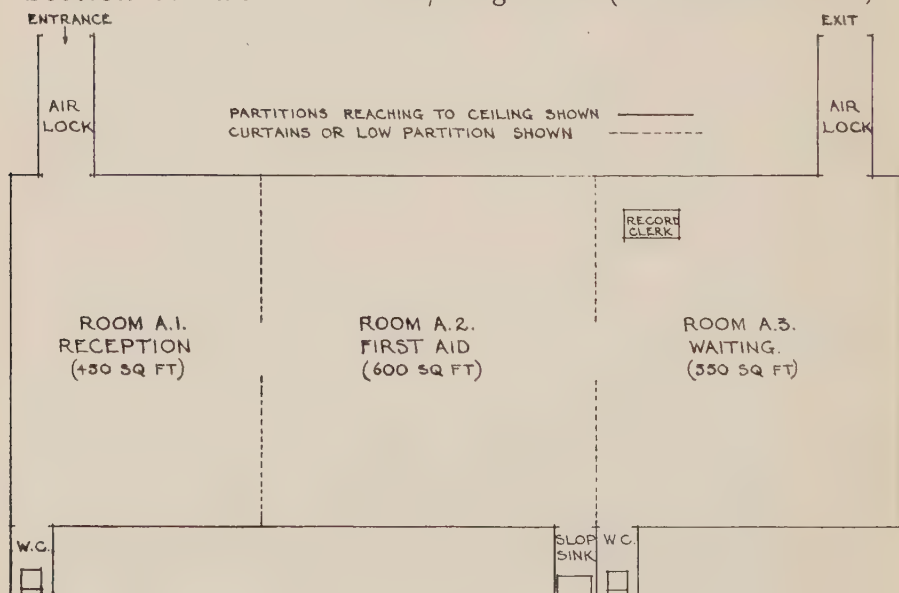 ENTRANCE
EXIT
AIR
LOCK
AIR
LOCK
PARTITIONS REACHING TO CEILING SHOWN
CURTAINS OR LOW PARTITION SHOWN
RECORD
CLERK
ROOM A.1.
RECEPTION
(450 SQ FT)
ROOM A.2.
FIRST AID
(600 SQ FT)
ROOM A.3.
WAITING.
(550 SQ FT)
W.C.
SLOP
SINK
W C.